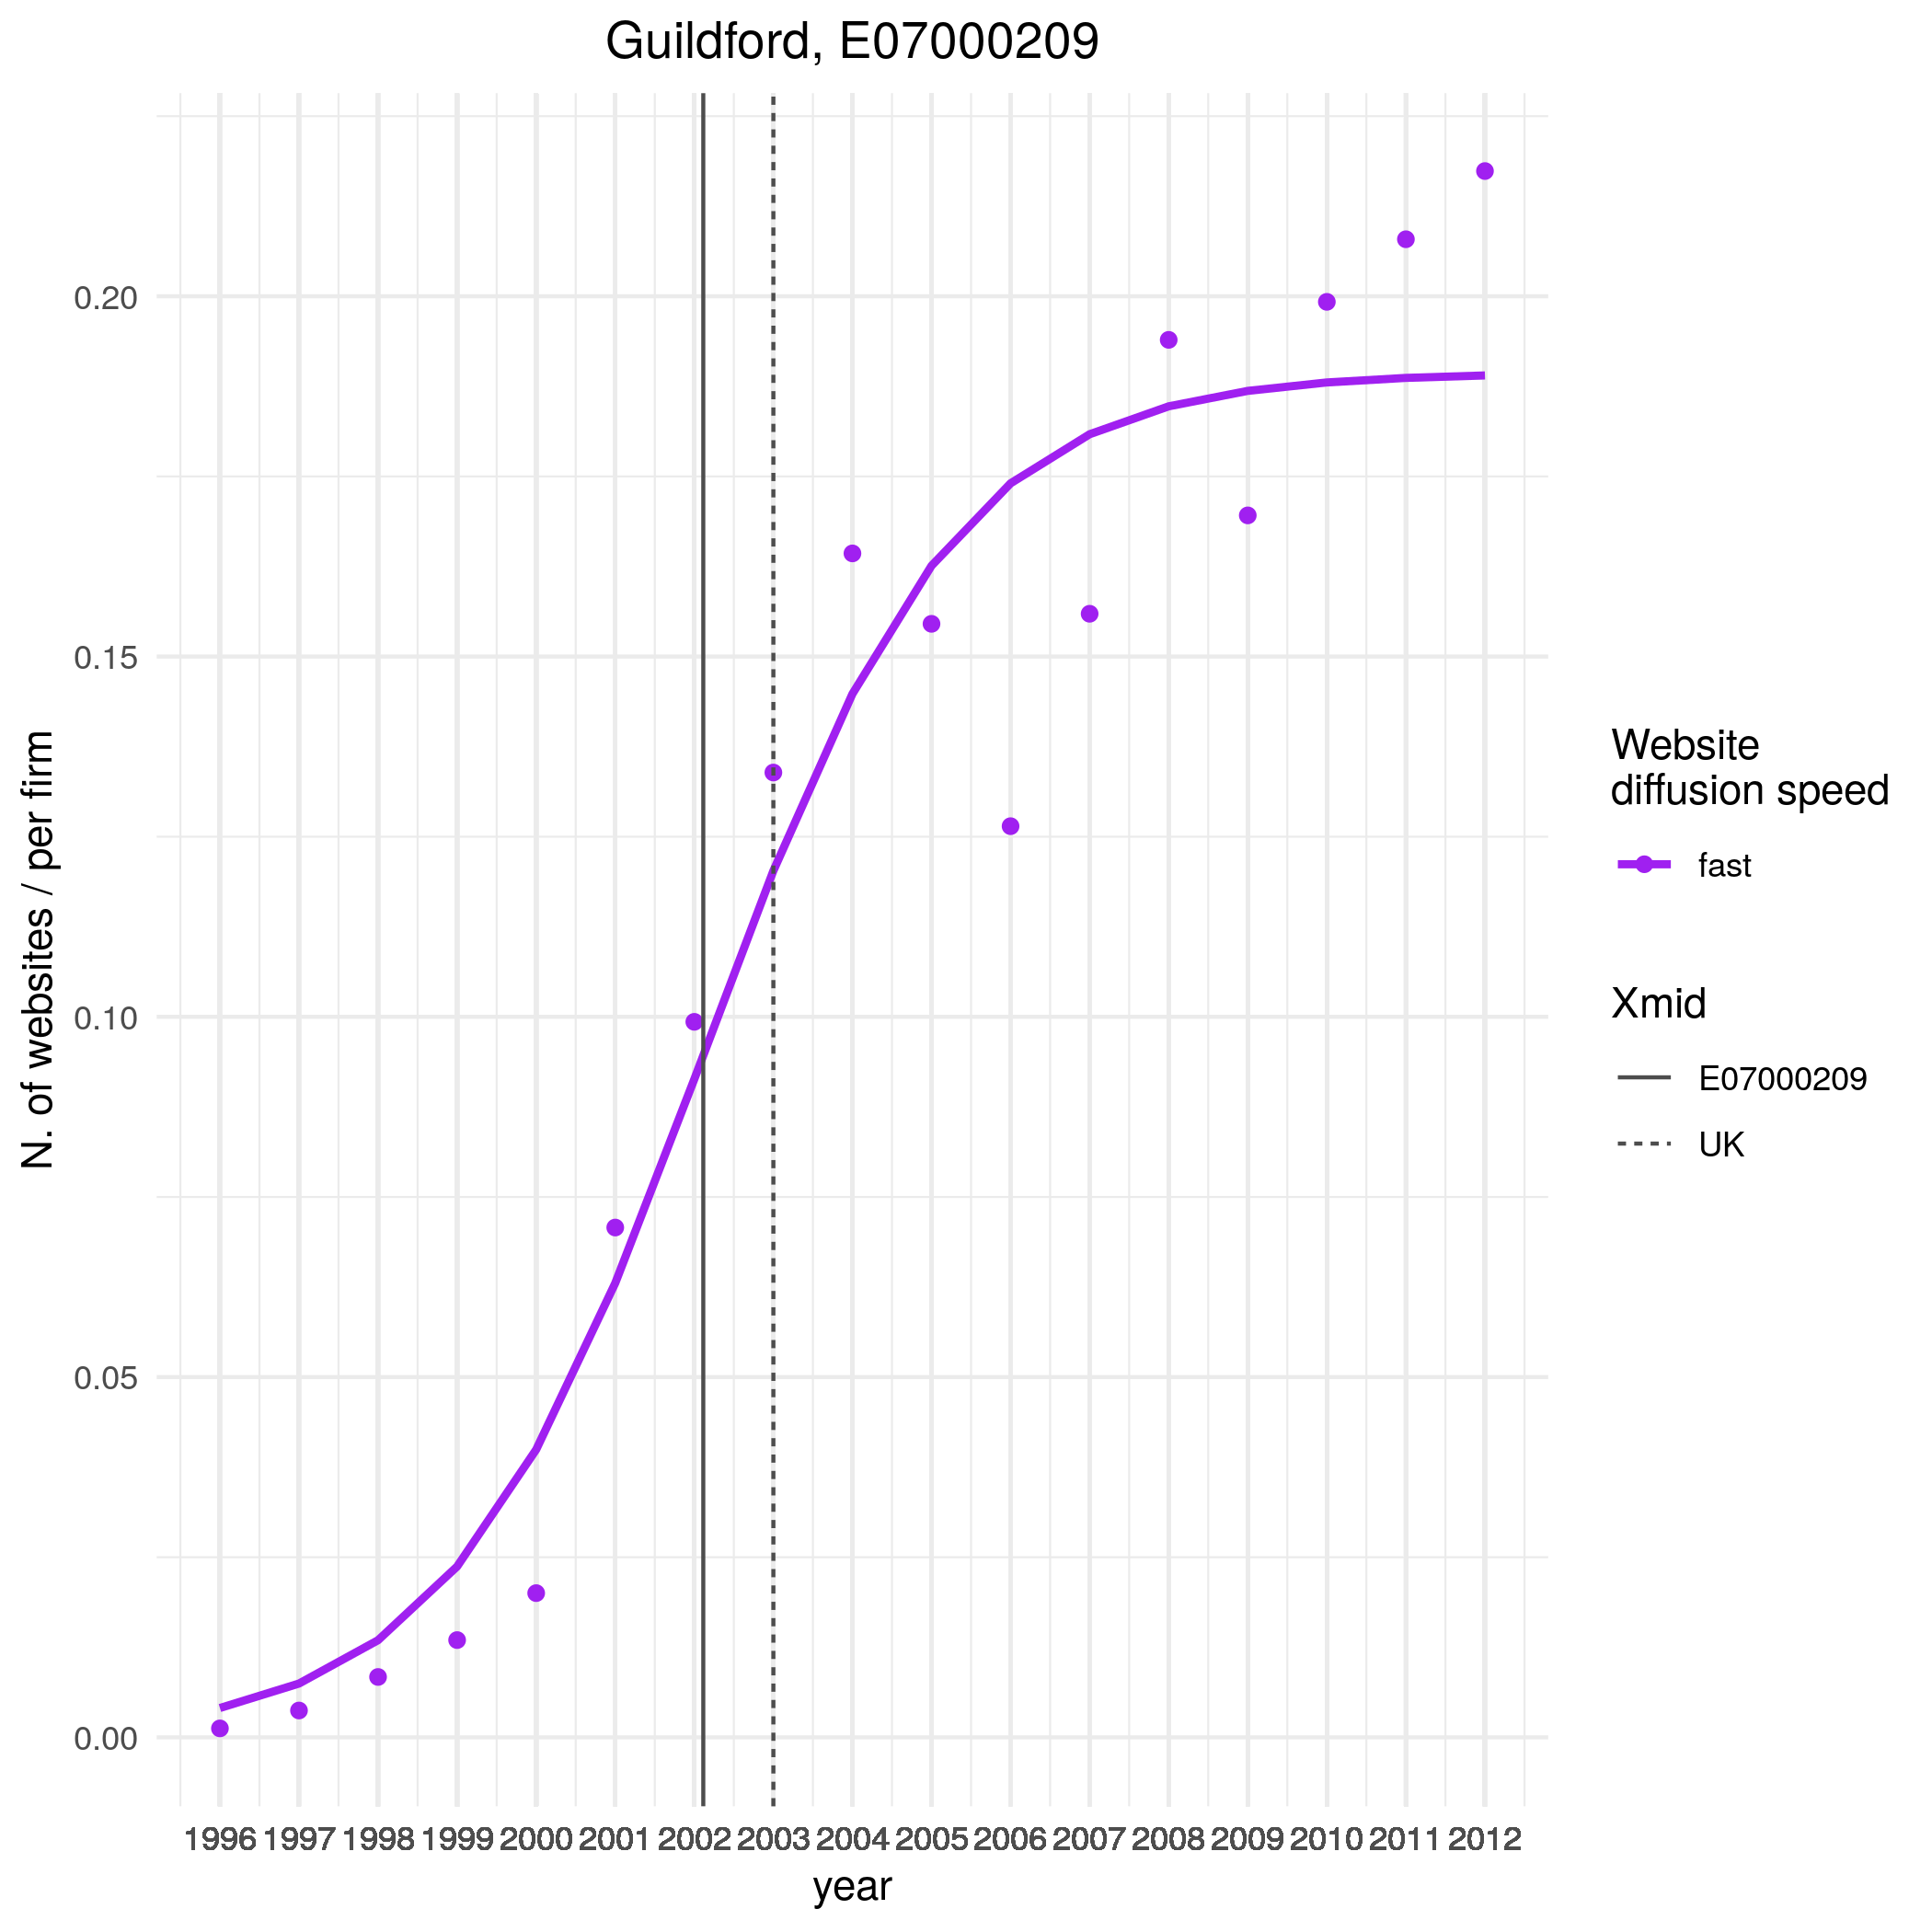 Guildford, E07000209
N. of websites / per firm
0.20
0.15
0.10
0.05
0.00
1996 1997 1998 1999 2000 2001 2002 2003 2004 2005 2006 2007 2008 2009 2010 2011 2012
year
Website
diffusion speed
fast
Xmid
E07000209
UK